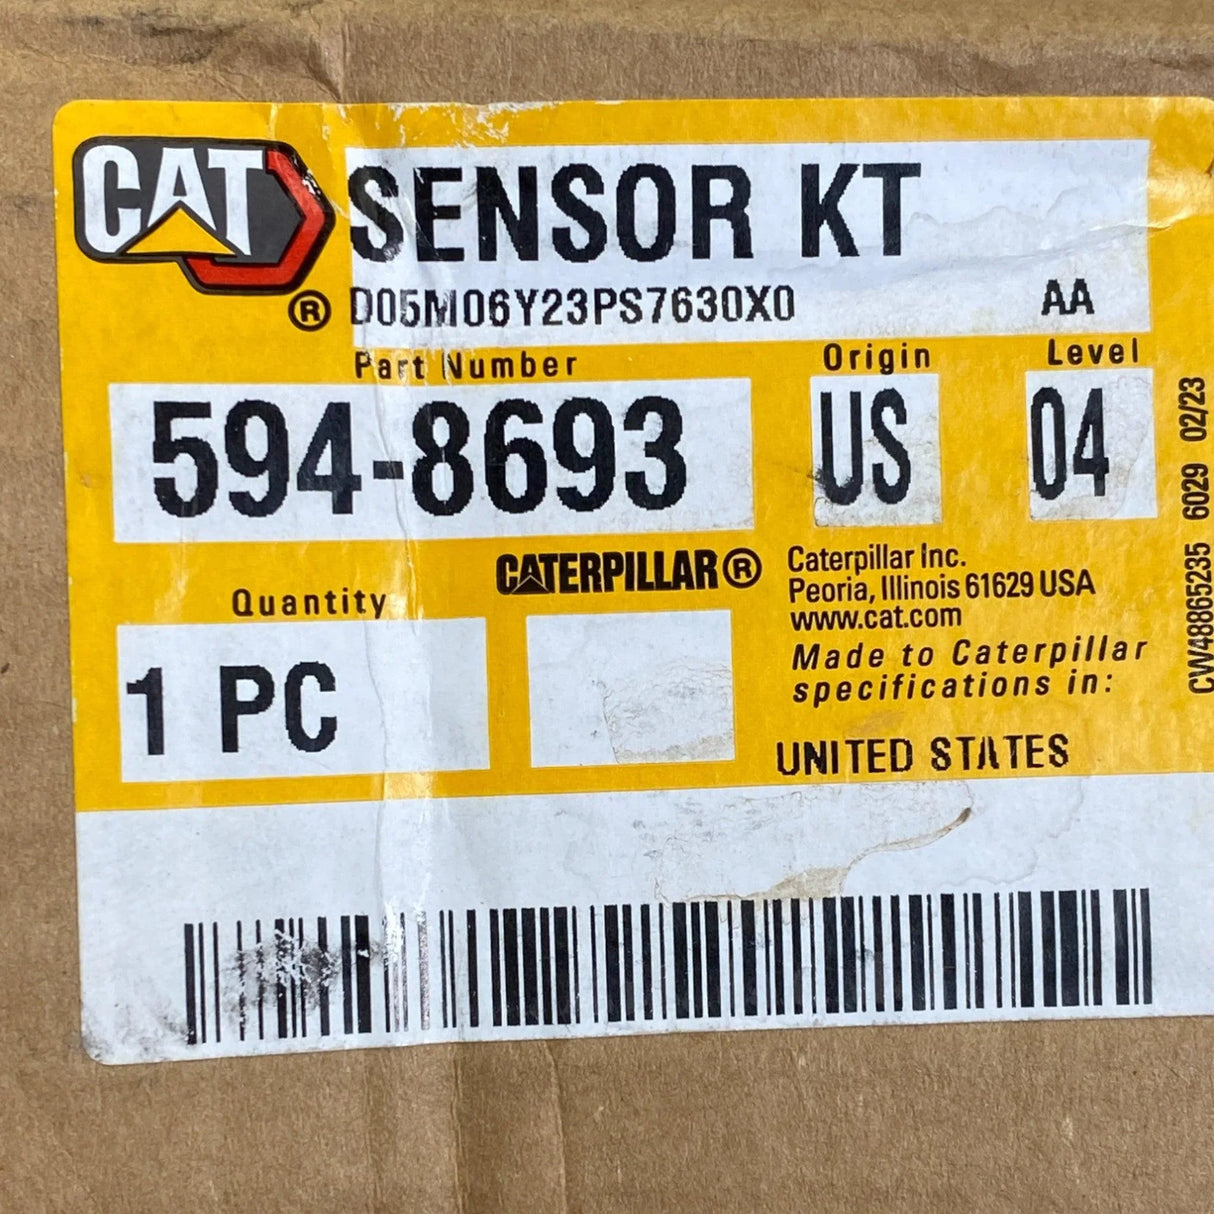 CAT
®
SENSOR KT
D05M06Y23PS7630X0 AA
Part Number Origin Level
594-8693 US 04
CATERPILLAR®
Caterpillar Inc.
Peoria, Illinois 61629 USA
www.cat.com
Quantity
1 PC
Made to Caterpillar
specifications in:
UNITED STATES
CW48865235 6029 02/23